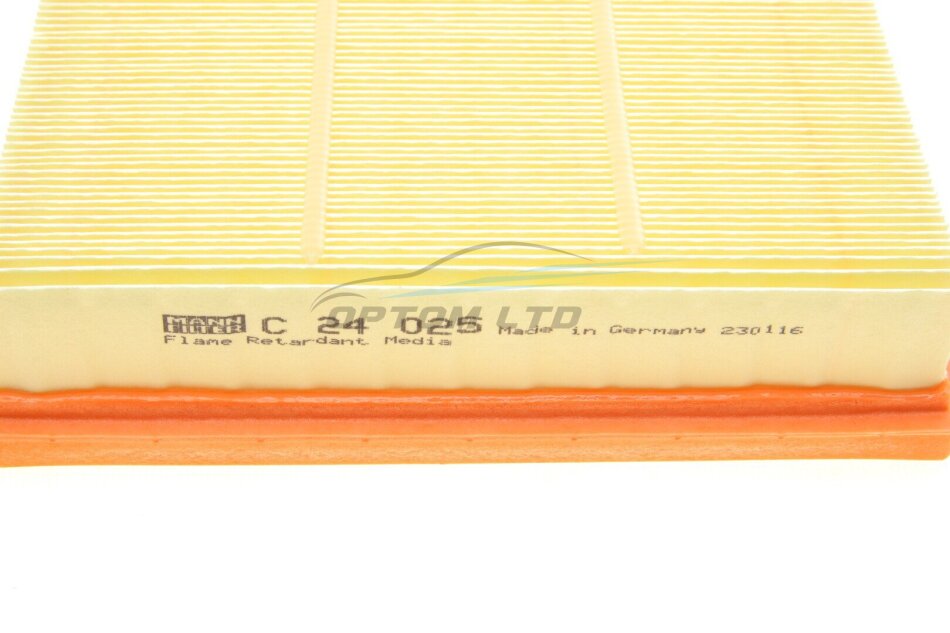 MANN FILTER C 24 025 Made in Germany 230116
Flame Retardant Media
OPTOM LTD